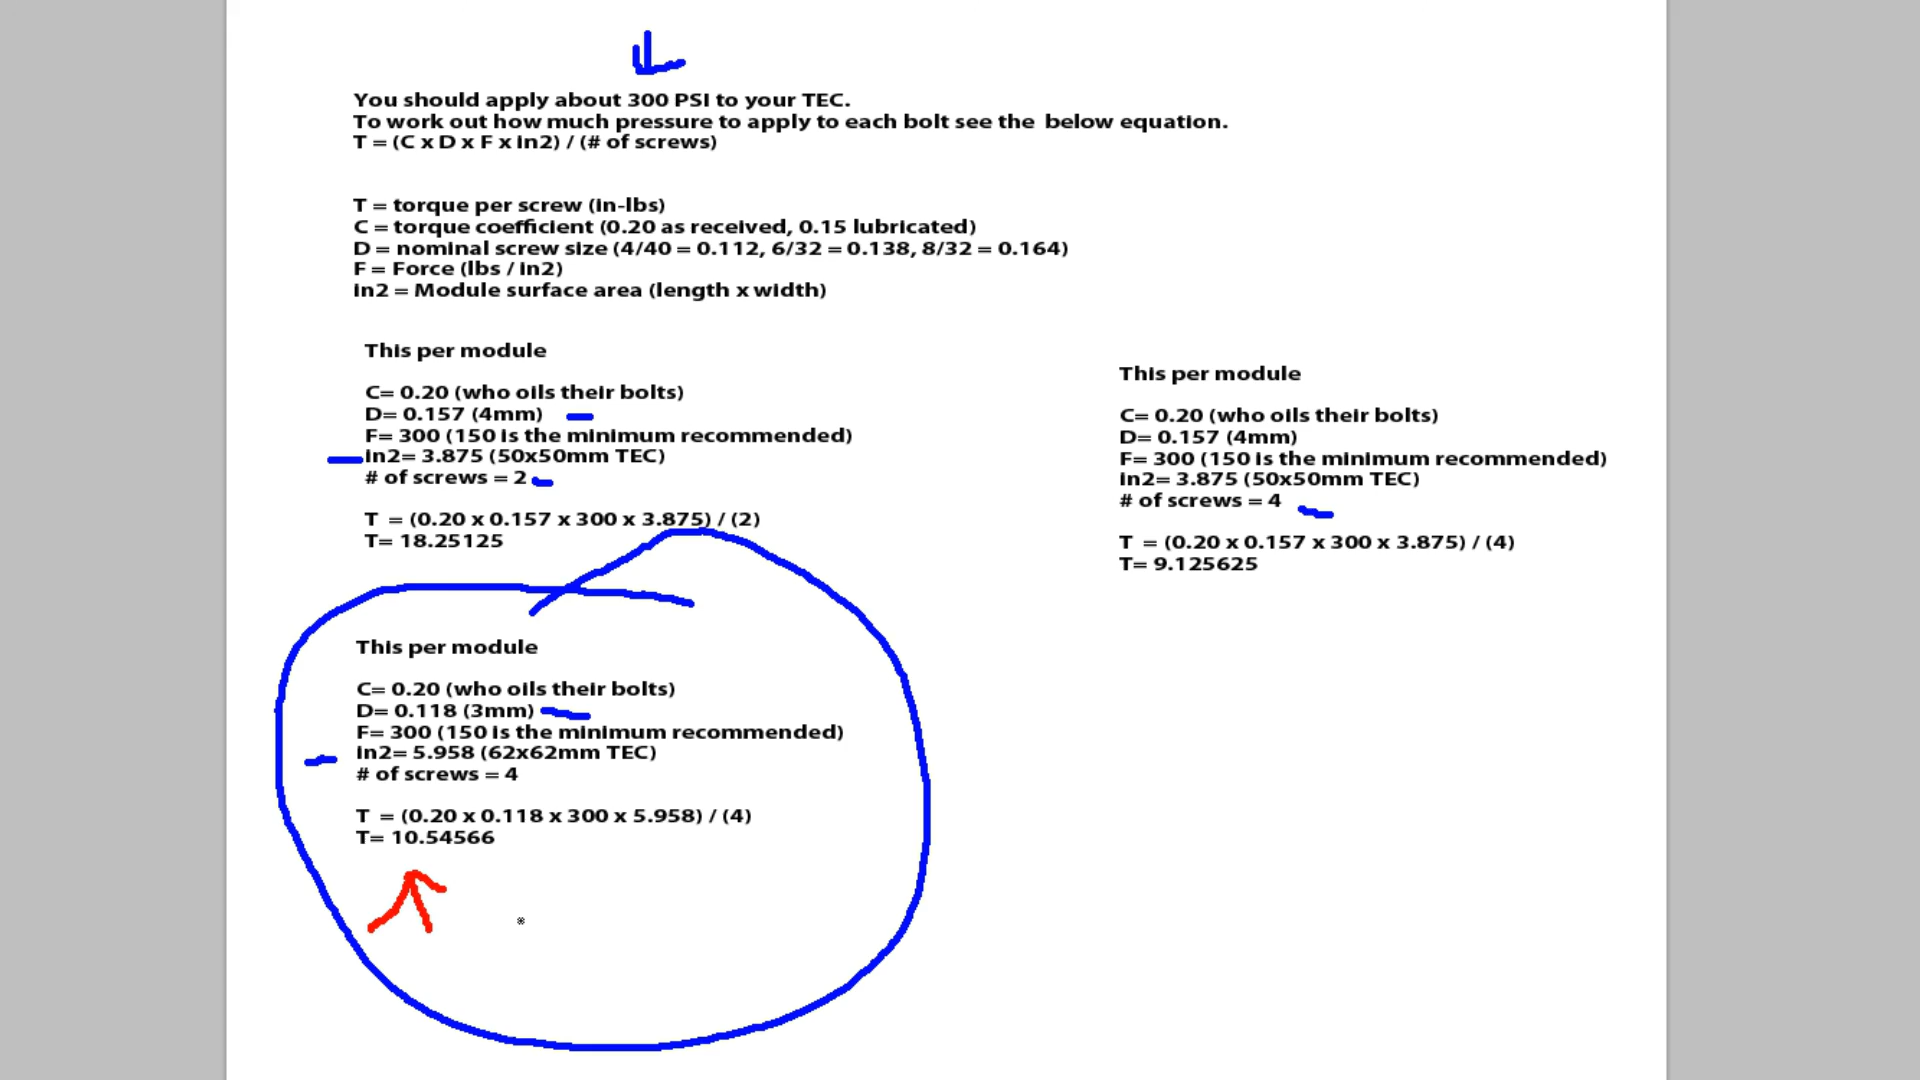 You should apply about 300 PSI to your TEC.
To work out how much pressure to apply to each bolt see the below equation.
T = (C x D x F x in2) / (# of screws)
T = torque per screw (in-lbs)
C = torque coefficient (0.20 as received, 0.15 lubricated)
D = nominal screw size (4/40 = 0.112, 6/32 = 0.138, 8/32 = 0.164)
F = Force (lbs / in2)
in2 = Module surface area (length x width)
This per module
C= 0.20 (who oils their bolts)
D= 0.157 (4mm)
F= 300 (150 is the minimum recommended)
in2= 3.875 (50x50mm TEC)
# of screws = 2
T = (0.20 x 0.157 x 300 x 3.875) / (2)
T= 18.25125
This per module
C= 0.20 (who oils their bolts)
D= 0.157 (4mm)
F= 300 (150 is the minimum recommended)
in2= 3.875 (50x50mm TEC)
# of screws = 4
T = (0.20 x 0.157 x 300 x 3.875) / (4)
T= 9.125625
This per module
C= 0.20 (who oils their bolts)
D= 0.118 (3mm)
F= 300 (150 is the minimum recommended)
in2= 5.958 (62x62mm TEC)
# of screws = 4
T = (0.20 x 0.118 x 300 x 5.958) / (4)
T= 10.54566